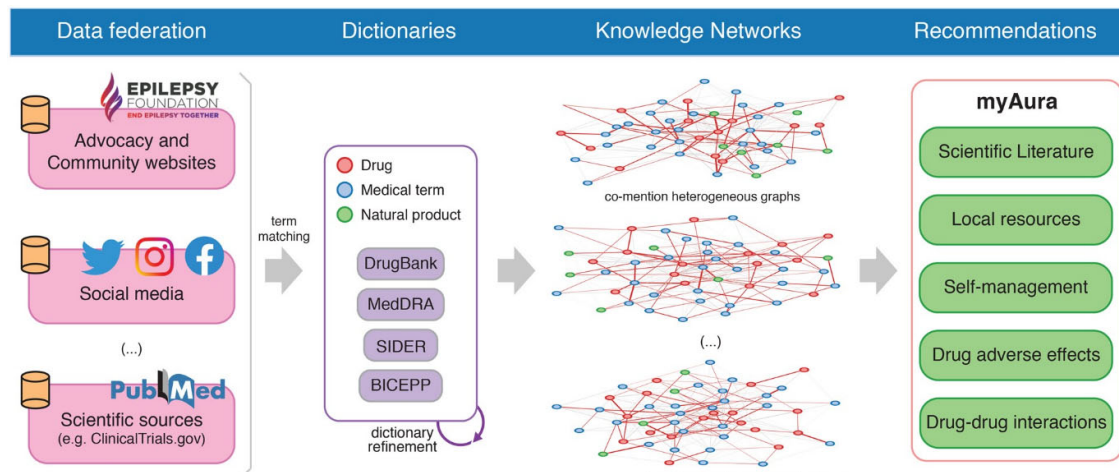 Data federation
Dictionaries
Knowledge Networks
Recommendations
EPILEPSY
FOUNDATION
END EPILEPSY TOGETHER
Advocacy and
Community websites
Social media
(...)
PubMed
Scientific sources
(e.g. ClinicalTrials.gov)
term
matching
Drug
Medical term
Natural product
DrugBank
MedDRA
SIDER
BICEPP
dictionary
refinement
co-mention heterogeneous graphs
(...)
myAura
Scientific Literature
Local resources
Self-management
Drug adverse effects
Drug-drug interactions